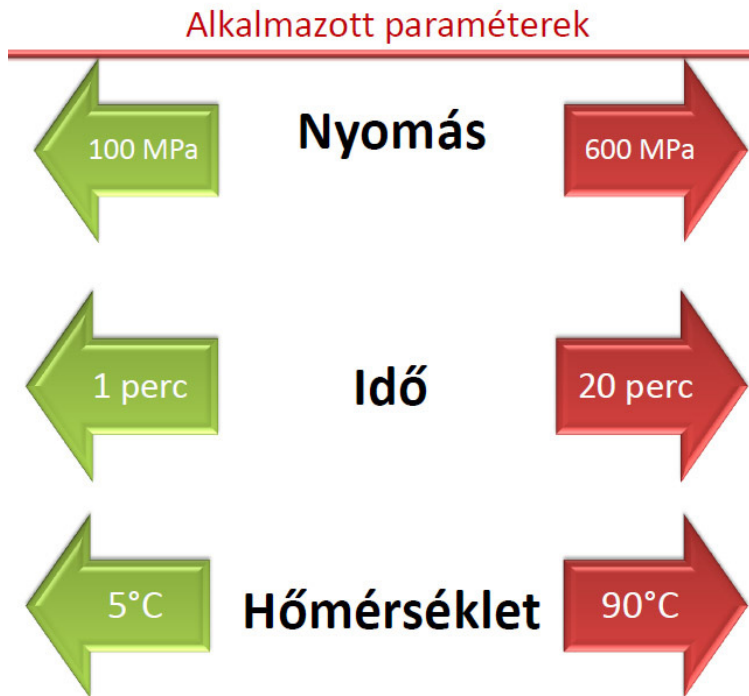 Alkalmazott paraméterek
100 MPa
Nyomás
600 MPa
1 perc
Idő
20 perc
5°C
Hőmérséklet
90°C